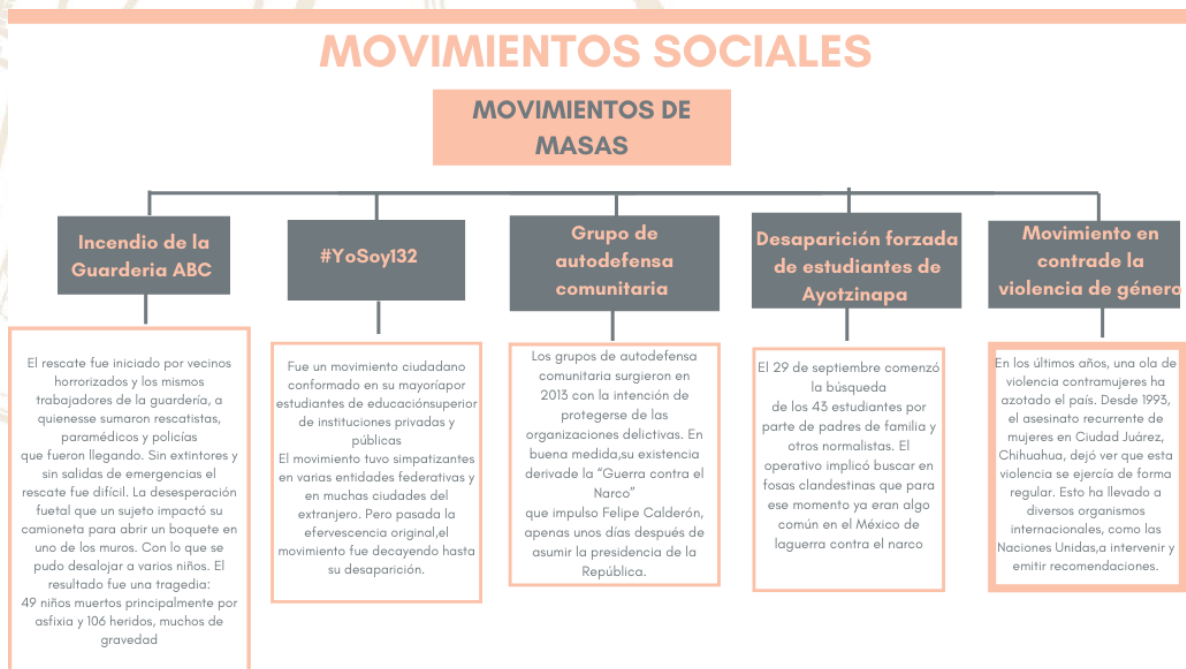 MOVIMIENTOS SOCIALES
MOVIMIENTOS DE
MASAS
Incendio de la
Guarderia ABC
El rescate fue iniciado por vecinos
horrorizados y los mismos
trabajadores de la guardería, a
quienesse sumaron rescatistas,
paramédicos y policías
que fueron llegando. Sin extintores y
sin salidas de emergencias el
rescate fue difícil. La desesperación
fuetal que un sujeto impactó su
camioneta para abrir un boquete en
uno de los muros. Con lo que se
pudo desalojar a varios niños. El
resultado fue una tragedia:
49 niños muertos principalmente por
asfixia y 106 heridos, muchos de
gravedad
#YoSoy132
Fue un movimiento ciudadano
conformado en su mayoríapor
estudiantes de educaciónsuperior
de instituciones privadas y
públicas
El movimiento tuvo simpatizantes
en varias entidades federativas y
en muchas ciudades del
extranjero. Pero pasada la
efervescencia original,el
movimiento fue decayendo hasta
su desaparición.
Grupo de
autodefensa
comunitaria
Los grupos de autodefensa
comunitaria surgieron en
2013 con la intención de
protegerse de las
organizaciones delictivas. En
buena medida,su existencia
derivade la “Guerra contra el
Narco”
que impulso Felipe Calderón,
apenas unos días después de
asumir la presidencia de la
República.
Desaparición forzada
de estudiantes de
Ayotzinapa
El 29 de septiembre comenzó
la búsqueda
de los 43 estudiantes por
parte de padres de familia y
otros normalistas. El
operativo implicó buscar en
fosas clandestinas que para
ese momento ya eran algo
común en el México de
laguerra contra el narco
Movimiento en
contrade la
violencia de género
En los últimos años, una ola de
violencia contramujeres ha
azotado el país. Desde 1993,
el asesinato recurrente de
mujeres en Ciudad Juárez,
Chihuahua, dejó ver que esta
violencia se ejercía de forma
regular. Esto ha llevado a
diversos organismos
internacionales, como las
Naciones Unidas,a intervenir y
emitir recomendaciones.